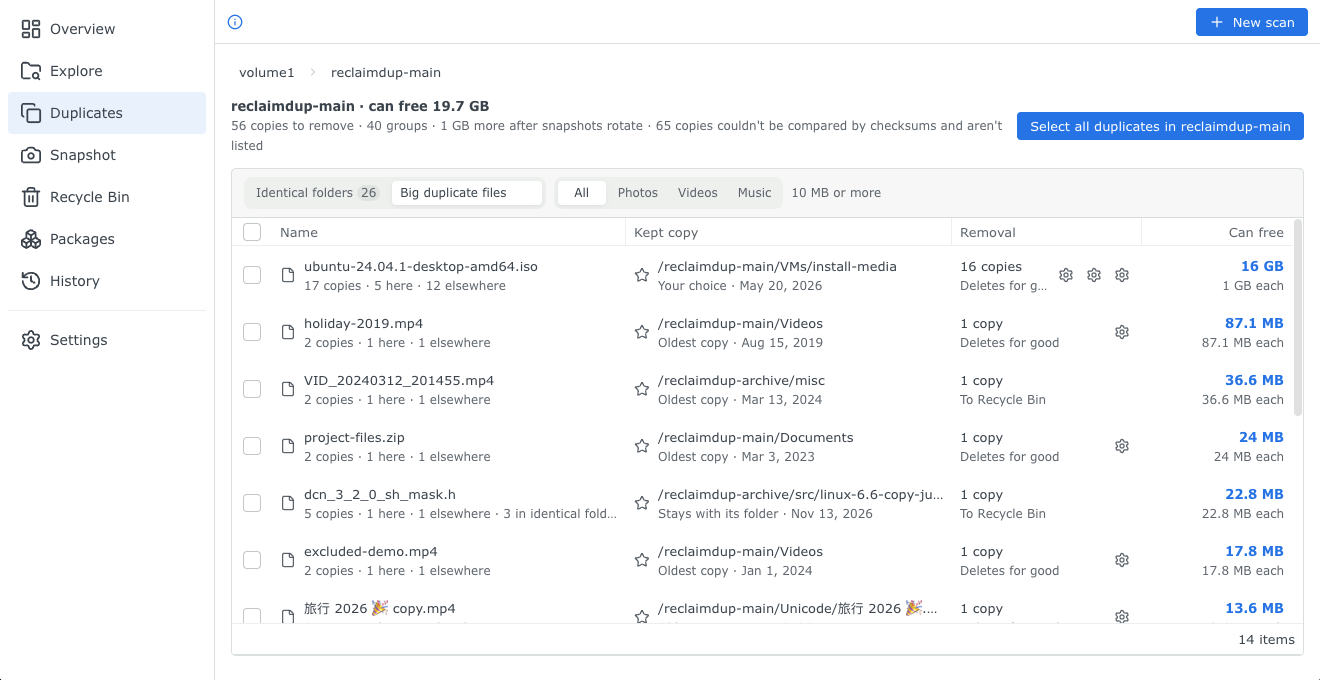 Overview
Explore
Duplicates
Snapshot
Recycle Bin
Packages
History
Settings
New scan
volume1 reclaimdup-main
reclaimdup-main · can free 19.7 GB
56 copies to remove · 40 groups · 1 GB more after snapshots rotate · 65 copies couldn't be compared by checksums and aren't
listed
Select all duplicates in reclaimdup-main
Identical folders 26 Big duplicate files All Photos Videos Music 10 MB or more
Name Kept copy Removal Can free
ubuntu-24.04.1-desktop-amd64.iso /reclaimdup-main/VMs/install-media 16 copies 16 GB
17 copies · 5 here · 12 elsewhere Your choice · May 20, 2026 Deletes for g... 1 GB each
holiday-2019.mp4 /reclaimdup-main/Videos 1 copy 87.1 MB
2 copies · 1 here · 1 elsewhere Oldest copy · Aug 15, 2019 Deletes for good 87.1 MB each
VID_20240312_201455.mp4 /reclaimdup-archive/misc 1 copy 36.6 MB
2 copies · 1 here · 1 elsewhere Oldest copy · Mar 13, 2024 To Recycle Bin 36.6 MB each
project-files.zip /reclaimdup-main/Documents 1 copy 24 MB
2 copies · 1 here · 1 elsewhere Oldest copy · Mar 3, 2023 Deletes for good 24 MB each
dcn_3_2_0_sh_mask.h /reclaimdup-archive/src/linux-6.6-copy-ju... 1 copy 22.8 MB
5 copies · 1 here · 1 elsewhere · 3 in identical fold... Stays with its folder · Nov 13, 2026 To Recycle Bin 22.8 MB each
excluded-demo.mp4 /reclaimdup-main/Videos 1 copy 17.8 MB
2 copies · 1 here · 1 elsewhere Oldest copy · Jan 1, 2024 Deletes for good 17.8 MB each
旅行 2026 🎉 copy.mp4 /reclaimdup-main/Unicode/旅行 2026 🎉.... 1 copy 13.6 MB
14 items